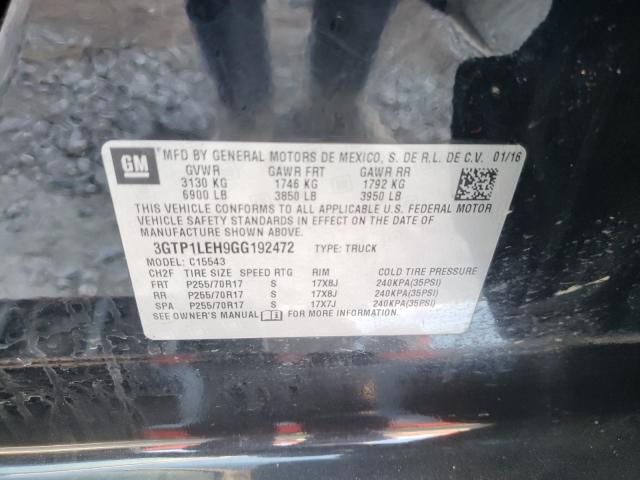 GM MFD BY GENERAL MOTORS DE MEXICO, S. DE R.L. DE C.V. 01/16
GVWR GAWR FRT GAWR RR
3130 KG 1746 KG 1792 KG
6900 LB 3850 LB 3950 LB
THIS VEHICLE CONFORMS TO ALL APPLICABLE U.S. FEDERAL MOTOR
VEHICLE SAFETY STANDARDS IN EFFECT ON THE DATE OF
MANUFACTURE SHOWN ABOVE.
3GTP1LEH9GG192472 TYPE: TRUCK
MODEL: C15543
CH2F TIRE SIZE SPEED RTG RIM COLD TIRE PRESSURE
FRT P255/70R17 S 17X8J 240KPA(35PSI)
RR P255/70R17 S 17X8J 240KPA(35PSI)
SPA P255/70R17 S 17X7J 240KPA(35PSI)
SEE OWNER'S MANUAL FOR MORE INFORMATION.